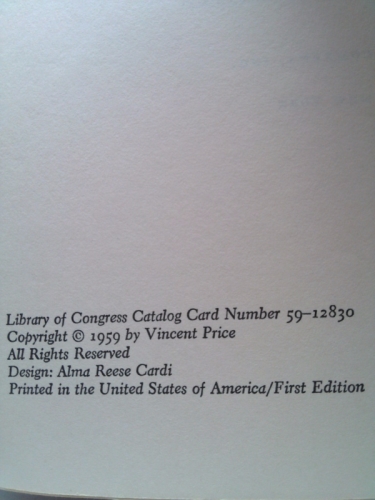 Library of Congress Catalog Card Number 59–12830
Copyright © 1959 by Vincent Price
All Rights Reserved
Design: Alma Reese Cardi
Printed in the United States of America/First Edition